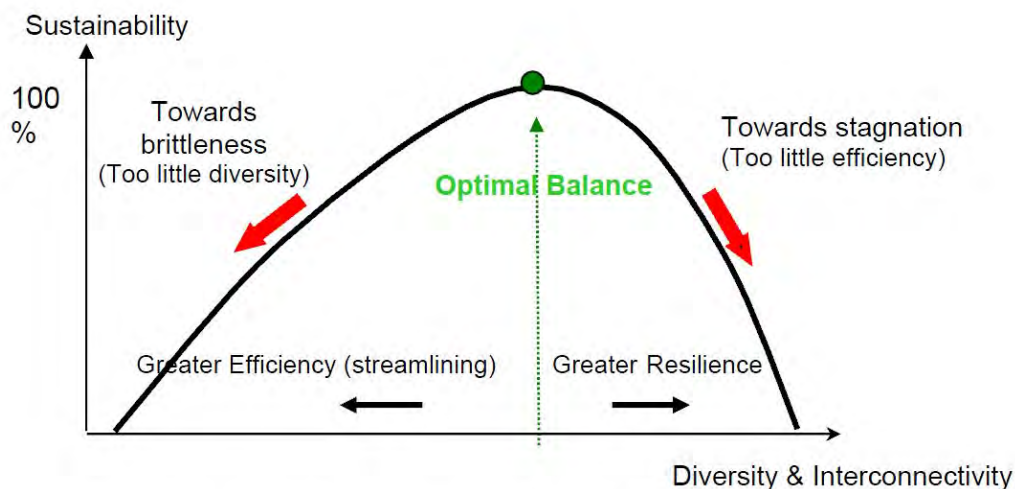 Sustainability
100
%
Towards
brittleness
(Too little diversity)
Towards stagnation
(Too little efficiency)
Optimal Balance
Greater Efficiency (streamlining)
Greater Resilience
Diversity & Interconnectivity